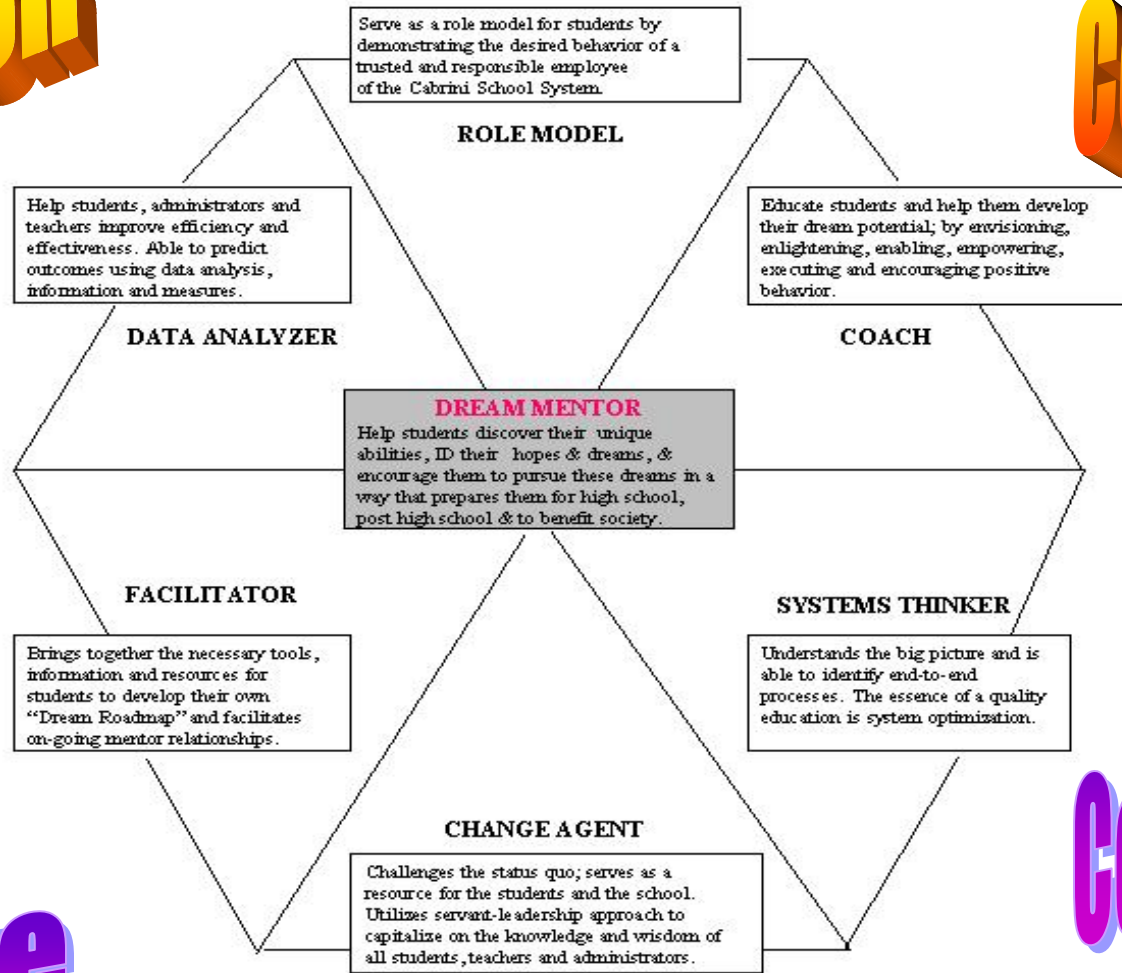 Serve as a role model for students by
demonstrating the desired behavior of a
trusted and responsible employee
of the Cabrini School System.
ROLE MODEL
Help students, administrators and
teachers improve efficiency and
effectiveness. Able to predict
outcomes using data analysis,
information and measures.
DATA ANALYZER
Educate students and help them develop
their dream potential; by envisioning,
enlightening, enabling, empowering,
executing and encouraging positive
behavior.
COACH
DREAM MENTOR
Help students discover their unique
abilities, ID their hopes & dreams, &
encourage them to pursue these dreams in a
way that prepares them for high school,
post high school & to benefit society.
FACILITATOR
Brings together the necessary tools,
information and resources for
students to develop their own
“Dream Roadmap” and facilitates
on-going mentor relationships.
SYSTEMS THINKER
Understands the big picture and is
able to identify end-to-end
processes. The essence of a quality
education is system optimization.
CHANGE AGENT
Challenges the status quo; serves as a
resource for the students and the school.
Utilizes servant-leadership approach to
capitalize on the knowledge and wisdom of
all students, teachers and administrators.